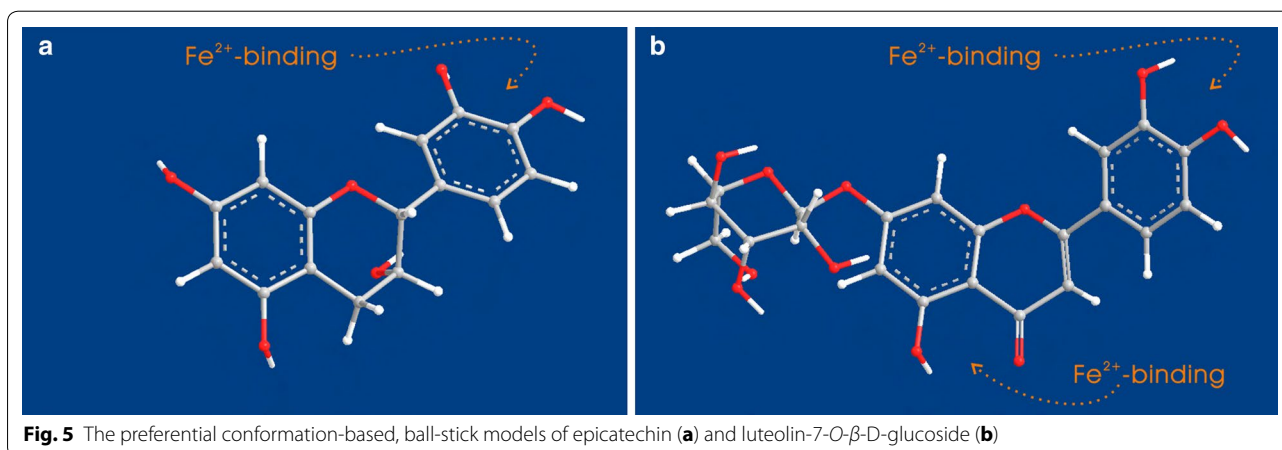 a
Fe²⁺-binding
b
Fe²⁺-binding
Fe²⁺-binding
Fig. 5 The preferential conformation-based, ball-stick models of epicatechin (a) and luteolin-7-O-β-D-glucoside (b)